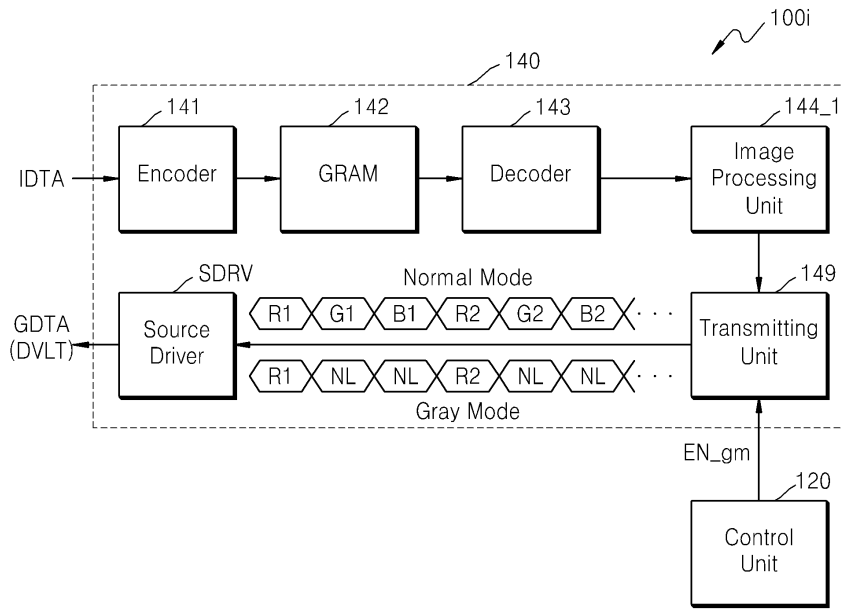 100i
140
141
142
143
144_1
IDTA
Encoder
GRAM
Decoder
Image
Processing
Unit
SDRV
Normal Mode
149
GDTA
(DVLT)
Source
Driver
R1 G1 B1 R2 G2 B2 · · ·
Transmitting
Unit
R1 NL NL R2 NL NL · · ·
Gray Mode
EN_gm
120
Control
Unit